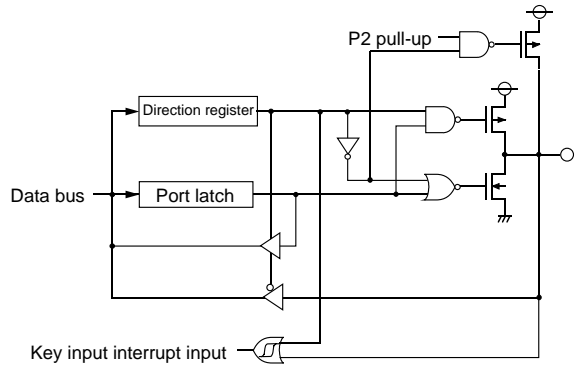 P2 pull-up
Direction register
Data bus
Port latch
Key input interrupt input